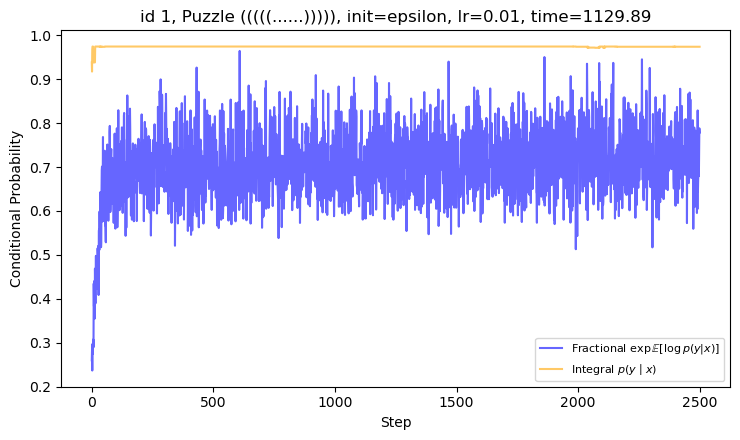 id 1, Puzzle (((((......))))), init=epsilon, lr=0.01, time=1129.89
Conditional Probability
1.0
0.9
0.8
0.7
0.6
0.5
0.4
0.3
0.2
Fractional exp𝔼[log p(y|x)]
Integral p(y | x)
0 500 1000 1500 2000 2500
Step